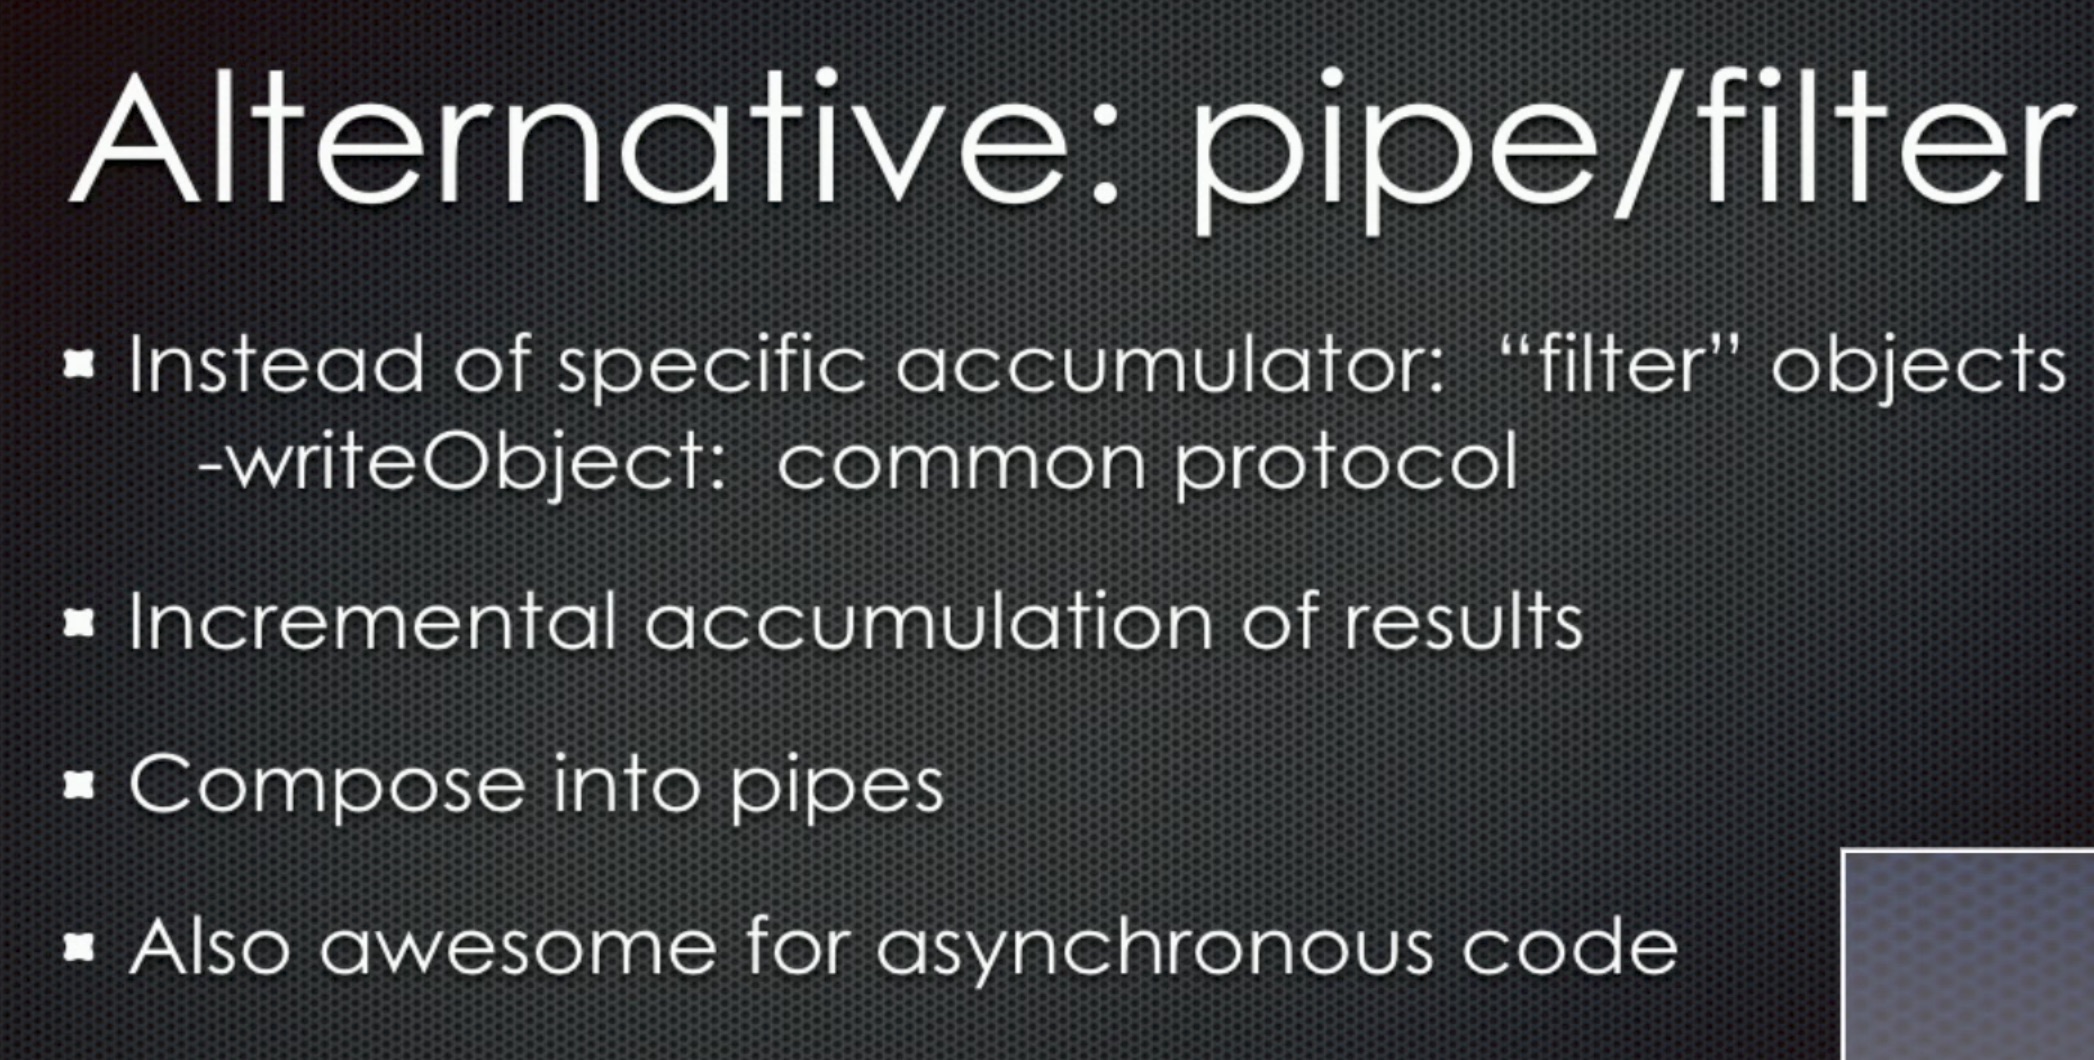 Alternative: pipe/filter
Instead of specific accumulator:  “filter” objects
-writeObject:  common protocol
Incremental accumulation of results
Compose into pipes
Also awesome for asynchronous code